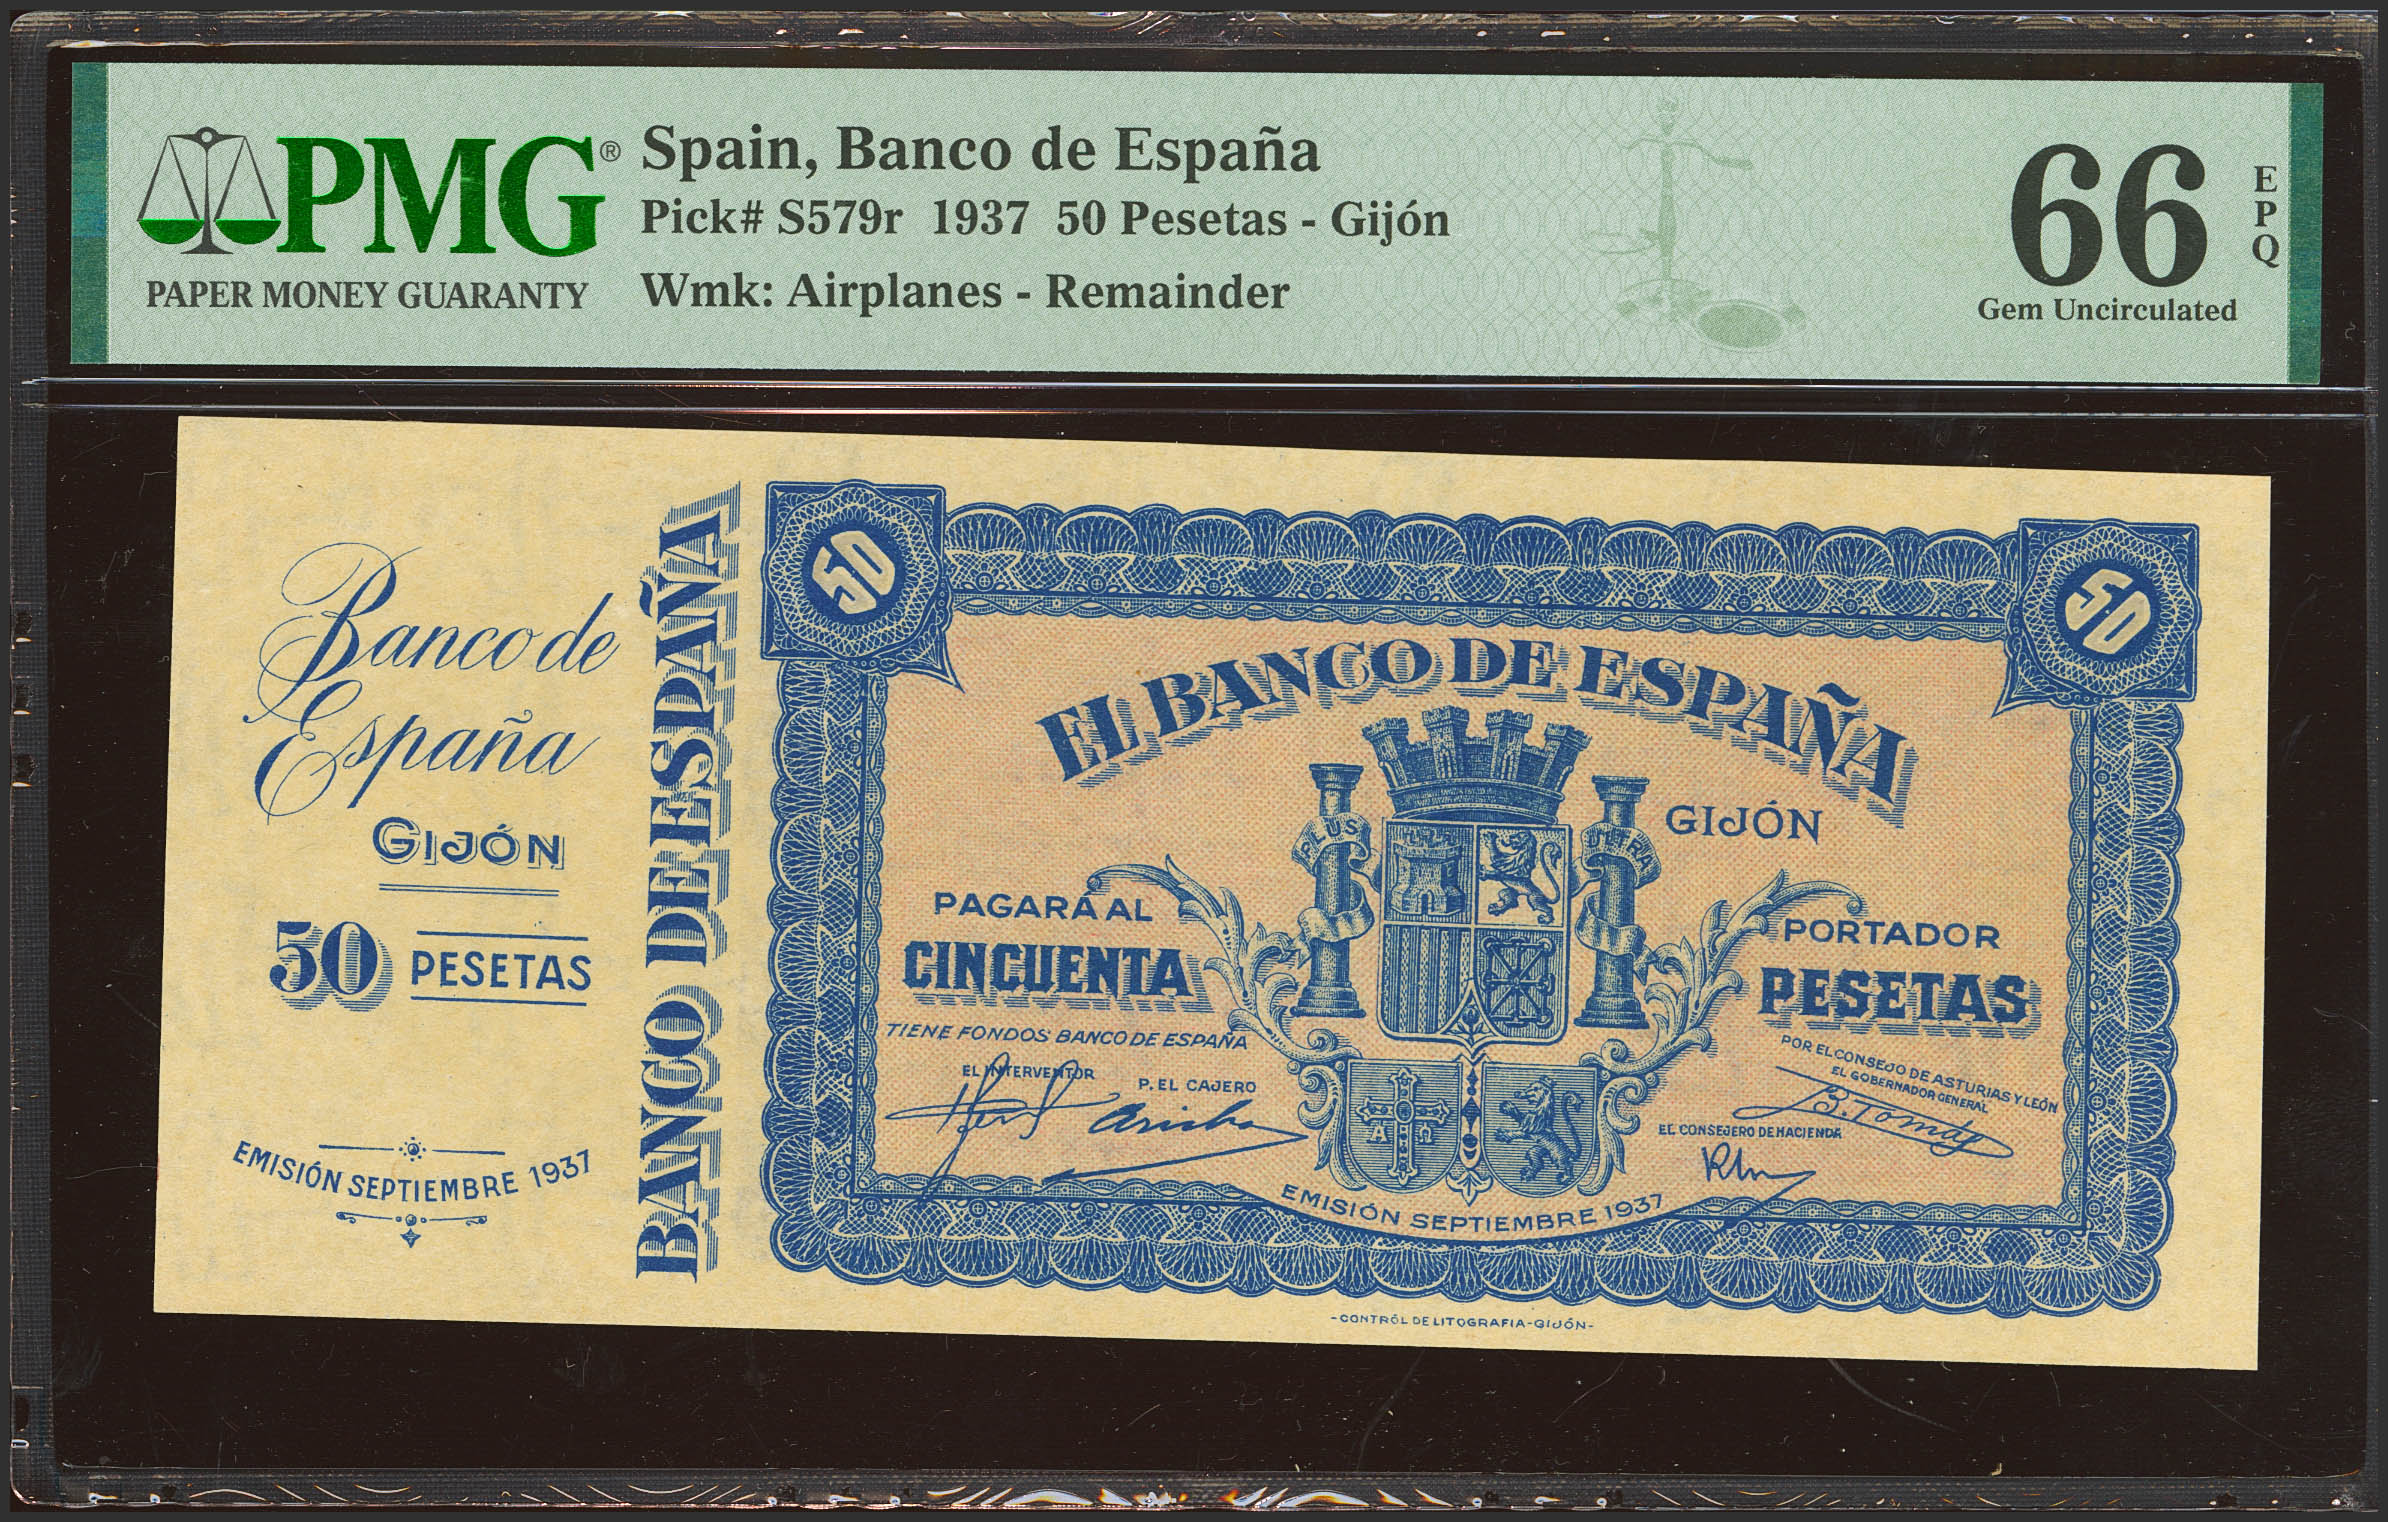 PMG®
PAPER MONEY GUARANTY
Spain, Banco de España
Pick# S579r 1937 50 Pesetas - Gijón
Wmk: Airplanes - Remainder
66
EPQ
Gem Uncirculated
Banco de
España
GIJÓN
50 PESETAS
EMISIÓN SEPTIEMBRE 1937
BANCO DE ESPAÑA
50
50
EL BANCO DE ESPAÑA
GIJÓN
PLUS
ULTRA
PAGARÁ AL
PORTADOR
CINCUENTA
PESETAS
TIENE FONDOS BANCO DE ESPAÑA
EL INTERVENTOR
P. EL CAJERO
POR EL CONSEJO DE ASTURIAS Y LEÓN
EL GOBERNADOR GENERAL
B. Tomás
EL CONSEJERO DE HACIENDA
A Ω
EMISIÓN SEPTIEMBRE 1937
-CONTRÓL DE LITOGRAFIA-GIJÓN-